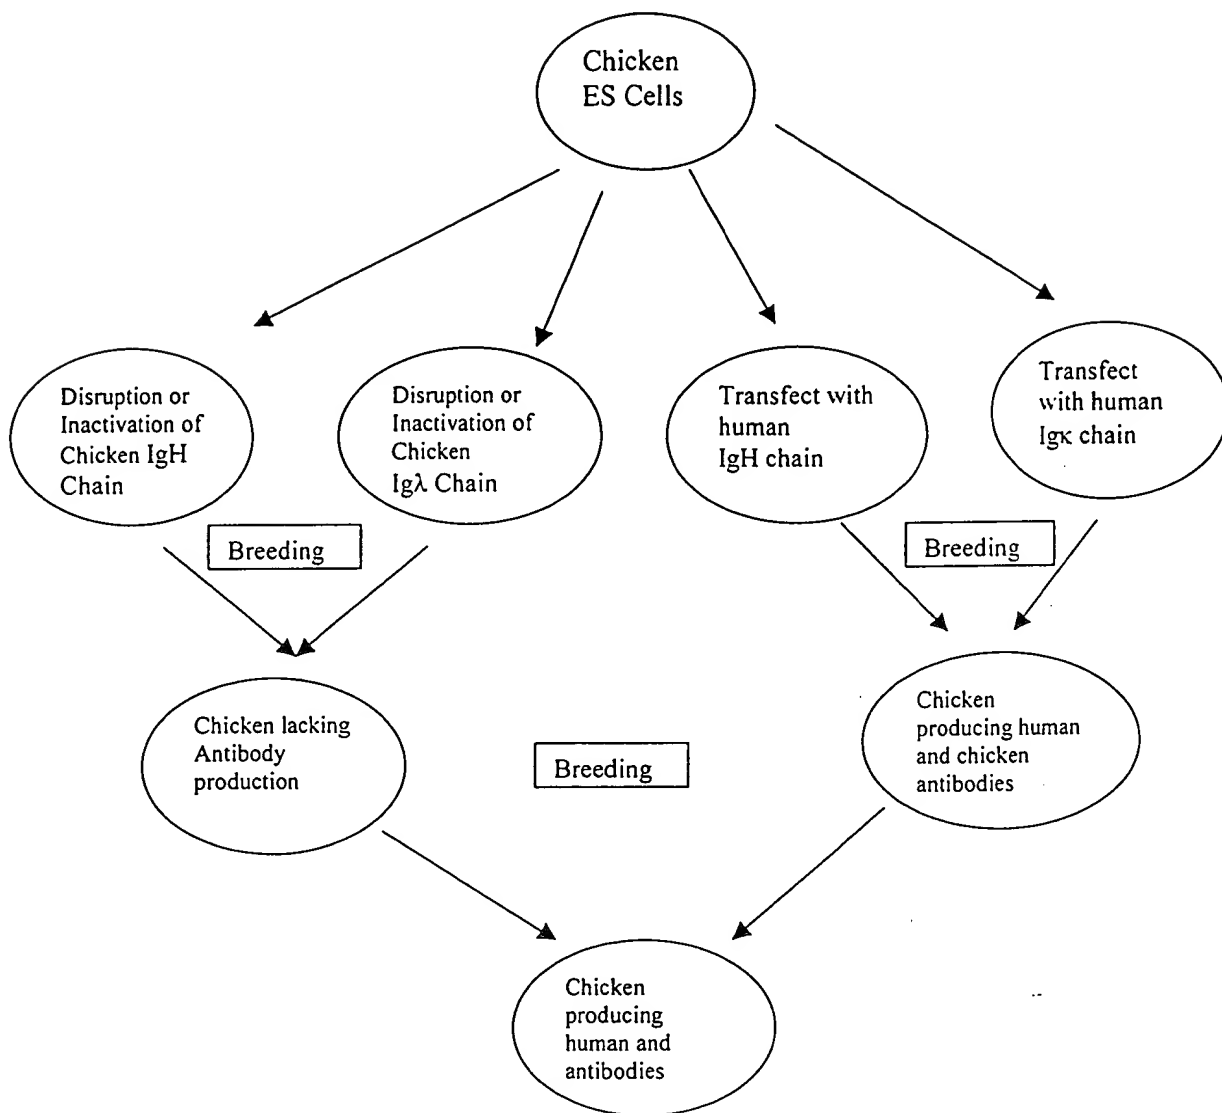 Chicken
ES Cells
Disruption or
Inactivation of
Chicken IgH
Chain
Disruption or
Inactivation of
Chicken
Igλ Chain
Transfect with
human
IgH chain
Transfect
with human
Igκ chain
Breeding
Breeding
Chicken lacking
Antibody
production
Breeding
Chicken
producing human
and chicken
antibodies
Chicken
producing
human and
antibodies